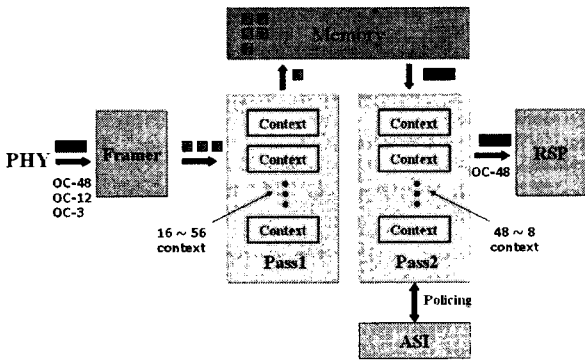 Memory
Context
Context
Context
Pass1
Context
Context
Context
Pass2
PHY
OC-48
OC-12
OC-3
Framer
16 ~ 56
context
OC-48
RSP
48 ~ 8
context
Policing
ASI